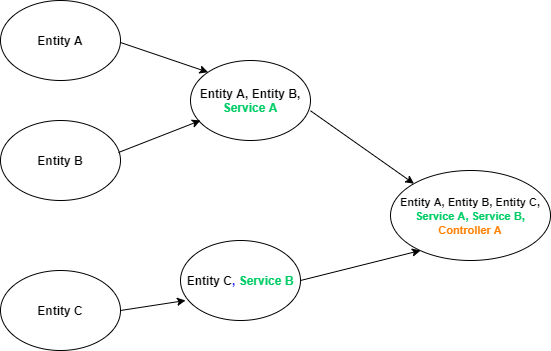 Entity A
Entity A, Entity B,
Service A
Entity B
Entity A, Entity B, Entity C,
Service A, Service B,
Controller A
Entity C, Service B
Entity C